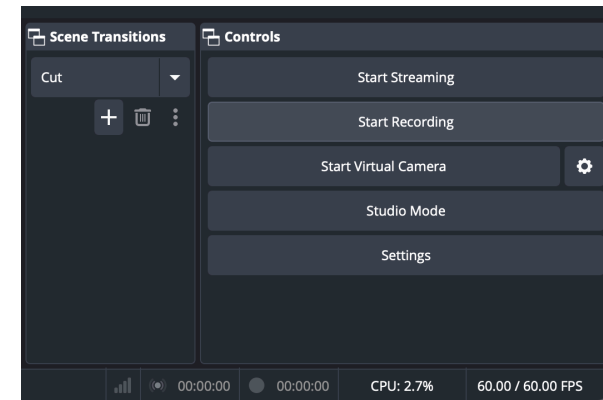 Scene Transitions
Cut
Controls
Start Streaming
Start Recording
Start Virtual Camera
Studio Mode
Settings
00:00:00 00:00:00 CPU: 2.7% 60.00 / 60.00 FPS